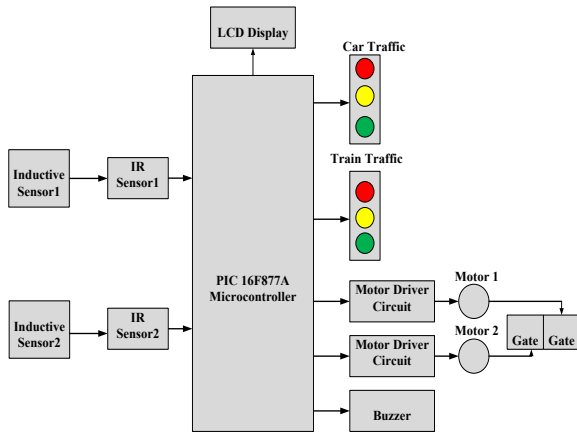 LCD Display
Car Traffic
Inductive
Sensor1
IR
Sensor1
Train Traffic
PIC 16F877A
Microcontroller
Motor Driver
Circuit
Motor 1
Inductive
Sensor2
IR
Sensor2
Motor Driver
Circuit
Motor 2
Gate
Gate
Buzzer